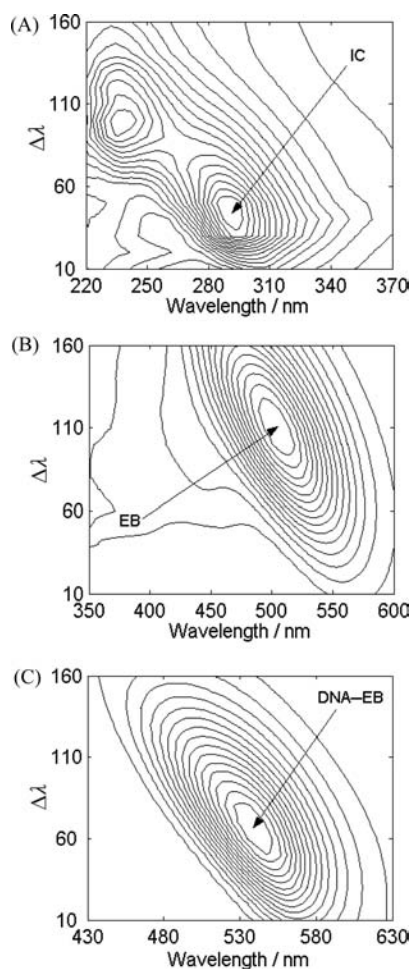 (A)
160
110
60
10
Δλ
IC
220 250 280 310 340 370
Wavelength / nm
(B)
160
110
60
10
Δλ
EB
350 400 450 500 550 600
Wavelength / nm
(C)
160
110
60
10
Δλ
DNA–EB
430 480 530 580 630
Wavelength / nm